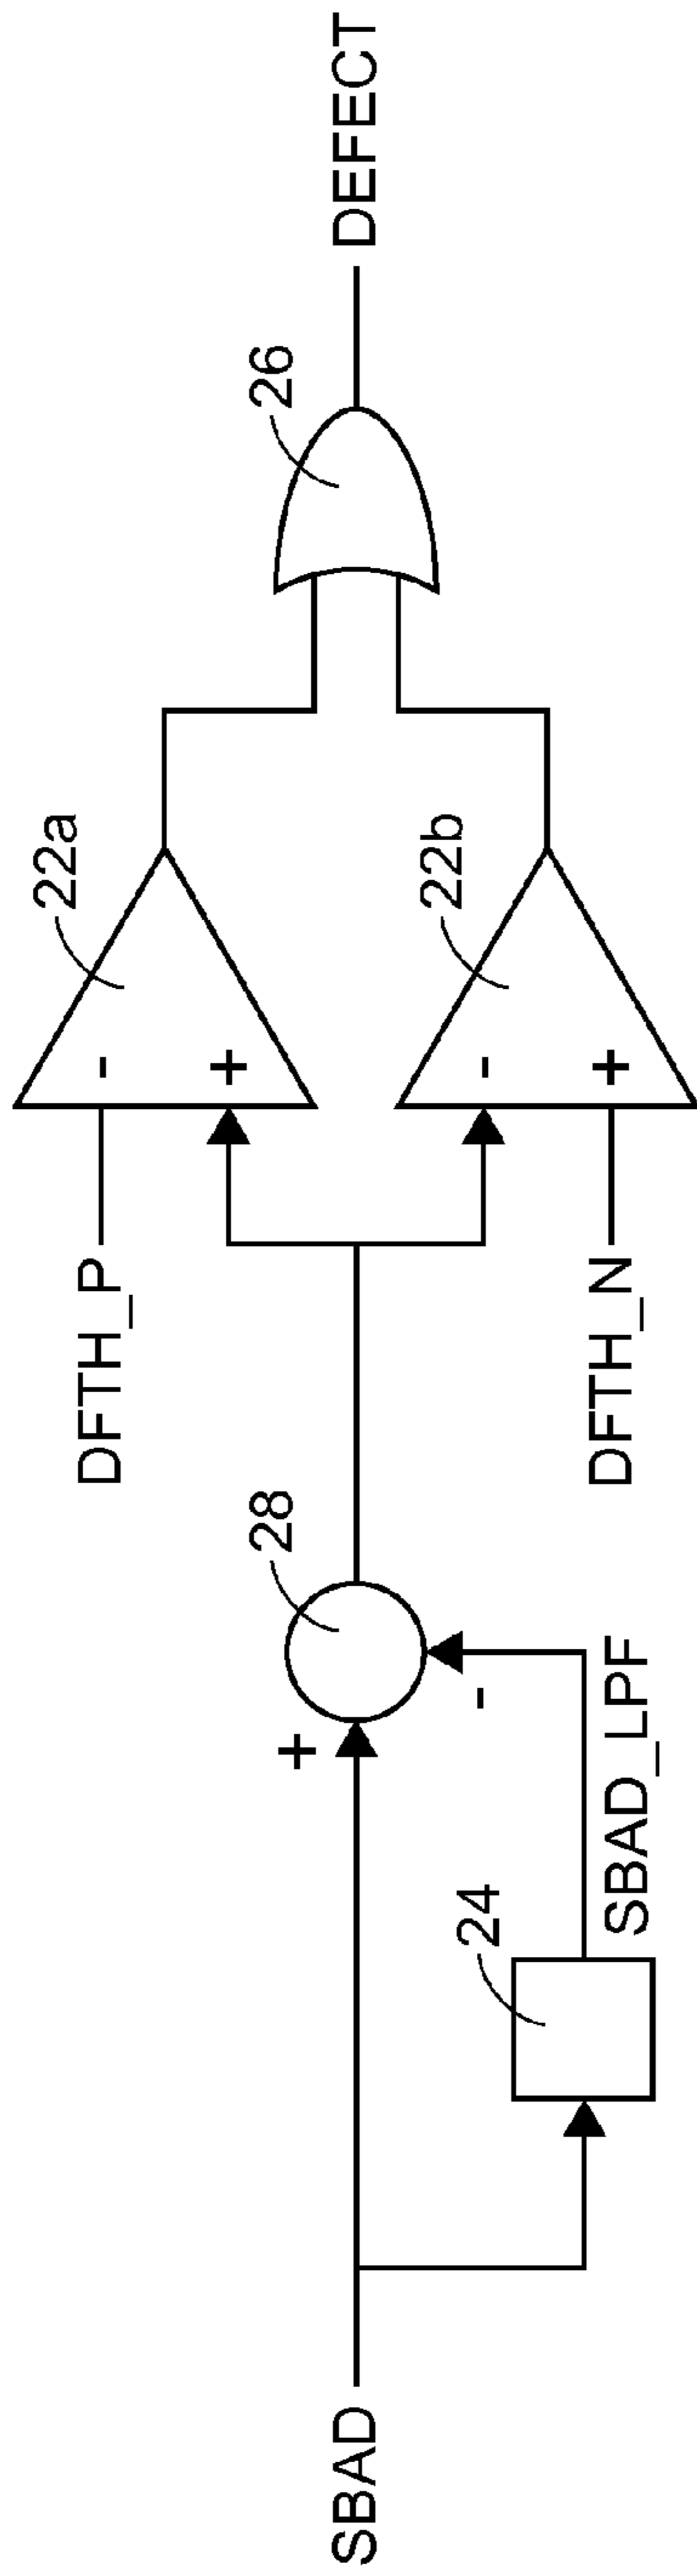 SBAD
24
SBAD_LPF
+
-
28
DFTH_P
DFTH_N
-
+
22a
-
+
22b
26
DEFECT